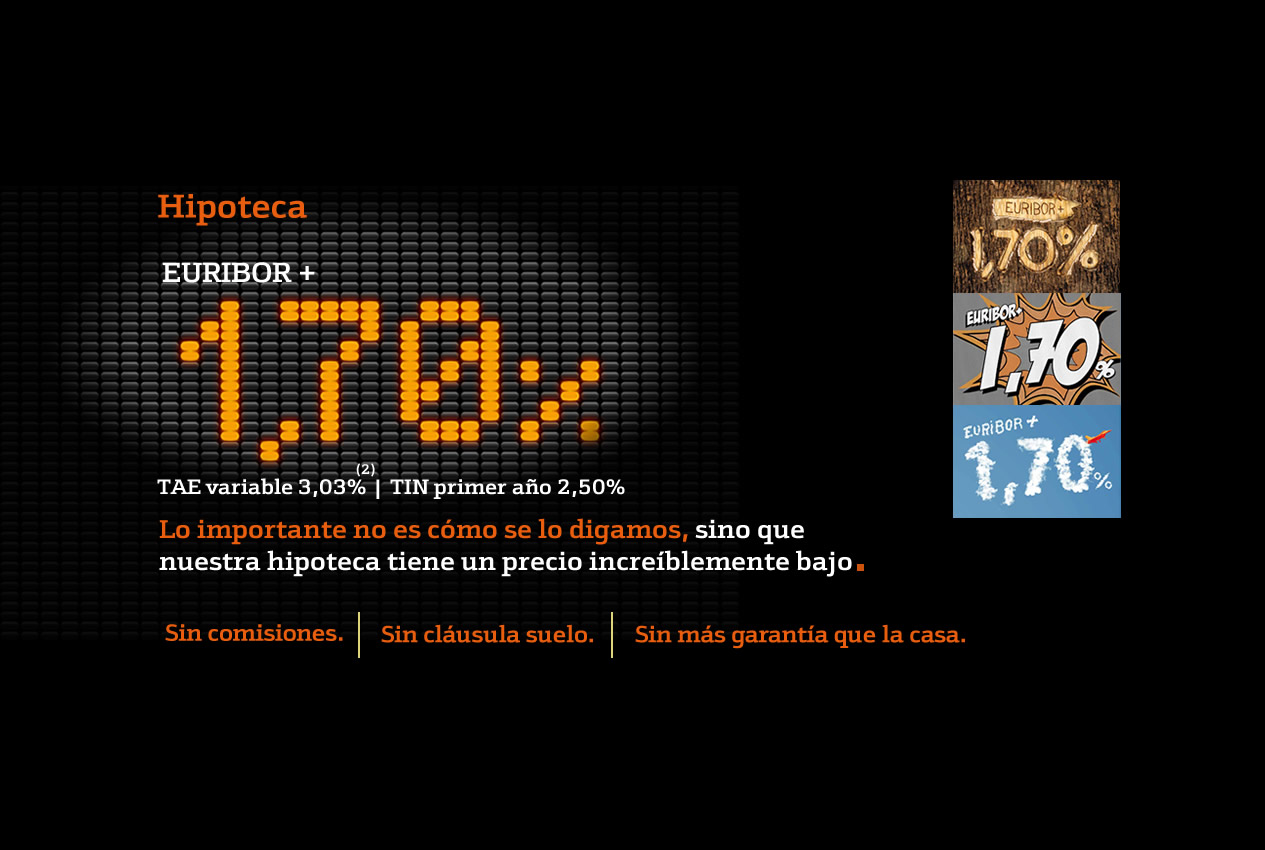 Hipoteca
EURIBOR +
1,70%
(2)
TAE variable 3,03% | TIN primer año 2,50%
Lo importante no es cómo se lo digamos, sino que
nuestra hipoteca tiene un precio increíblemente bajo.
Sin comisiones. | Sin cláusula suelo. | Sin más garantía que la casa.
EURIBOR+
1,70%
EURIBOR+
1,70%
EURIBOR +
1,70%